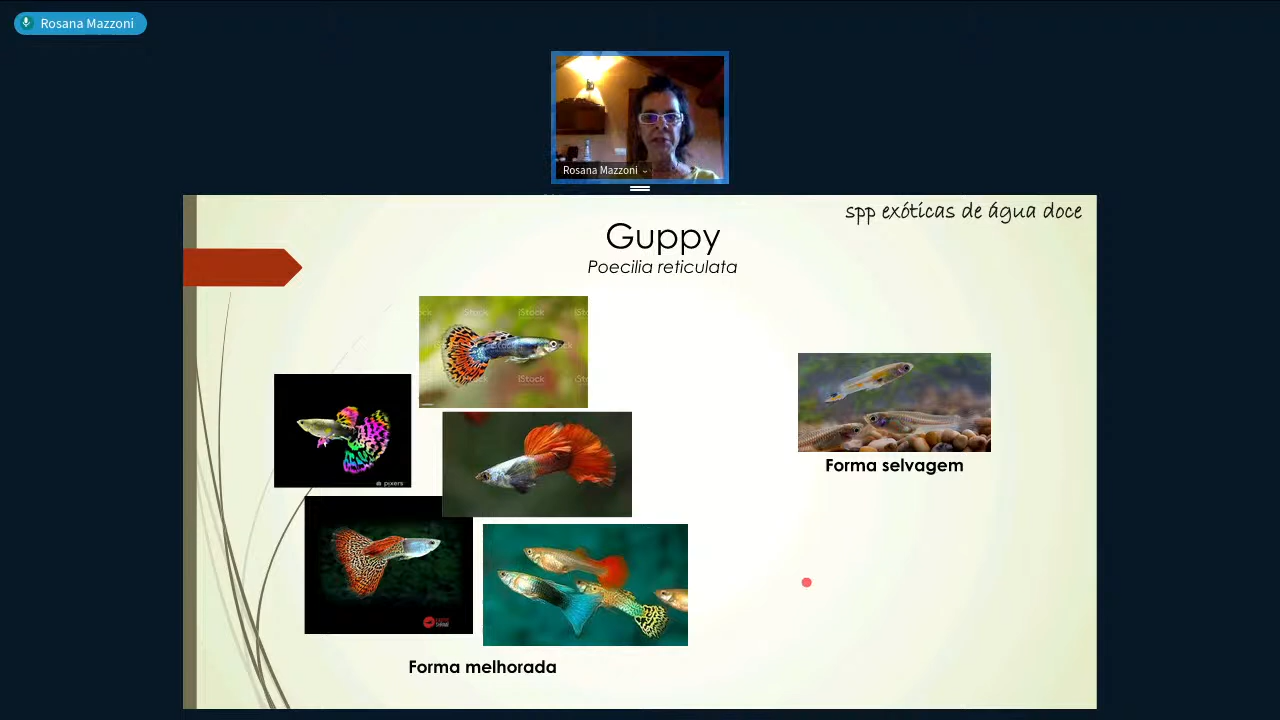 Rosana Mazzoni
Rosana Mazzoni
spp exóticas de água doce
Guppy
Poecilia reticulata
iStock
iStock
iStock
iStock
pixers
Forma selvagem
Forma melhorada